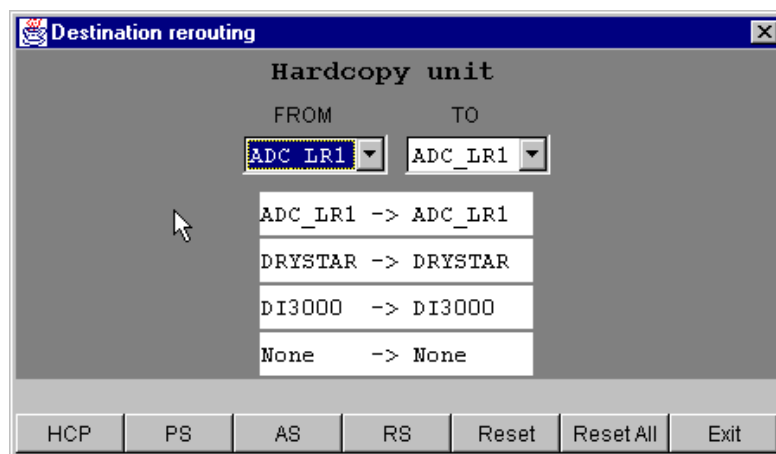 Destination rerouting
Hardcopy unit
FROM TO
ADC_LR1 ADC_LR1
ADC_LR1 -> ADC_LR1
DRYSTAR -> DRYSTAR
DI3000 -> DI3000
None -> None
HCP PS AS RS Reset Reset All Exit